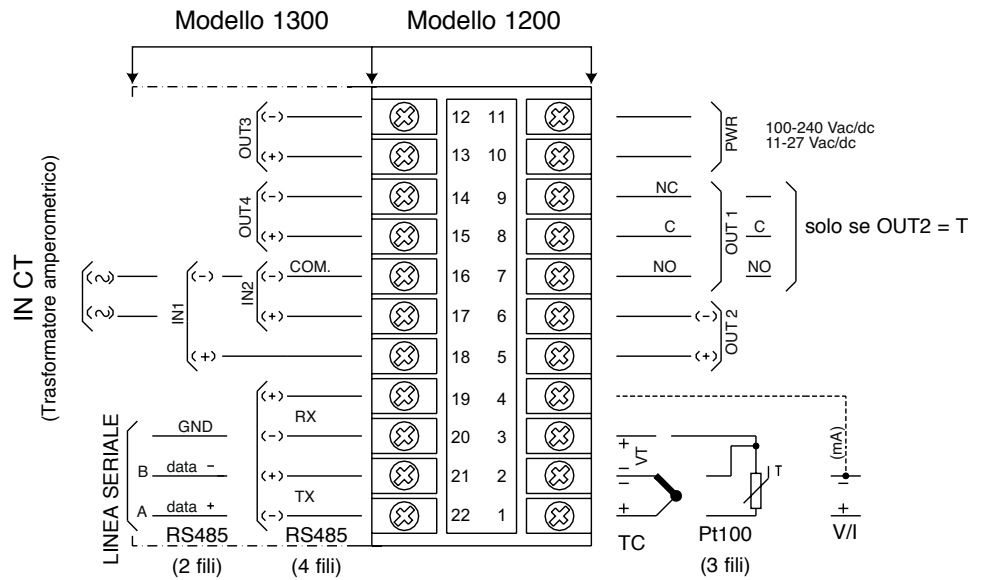 Modello 1300 Modello 1200
OUT3 (-) 12 11 PWR 100-240 Vac/dc
11-27 Vac/dc
(+) 13 10
OUT4 (-) 14 9 NC OUT 1
(+) 15 8 C C solo se OUT2 = T
IN CT
(Trasformatore amperometrico)
(~) IN1 (-) IN2 (-) COM. 16 7 NO NO
(~) (+) 17 6 (-) OUT2
(+) 18 5 (+)
LINEA SERIALE
(+) 19 4 (mA)
GND RX
(-) 20 3 + VT
B data - (+) 21 2 - - T -
A data + TX
(-) 22 1 + +
RS485 RS485 TC Pt100 V/I
(2 fili) (4 fili) (3 fili)